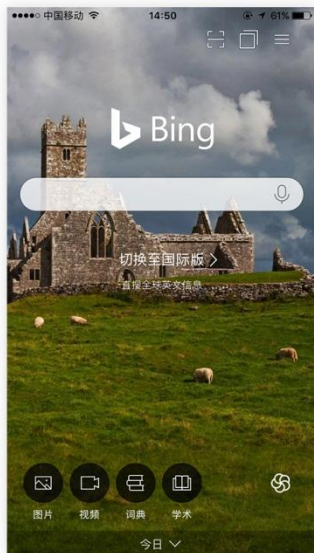 中国移动 14:50 61%
Bing
切换至国际版 >
直搜全球英文信息
图片 视频 词典 学术
今日